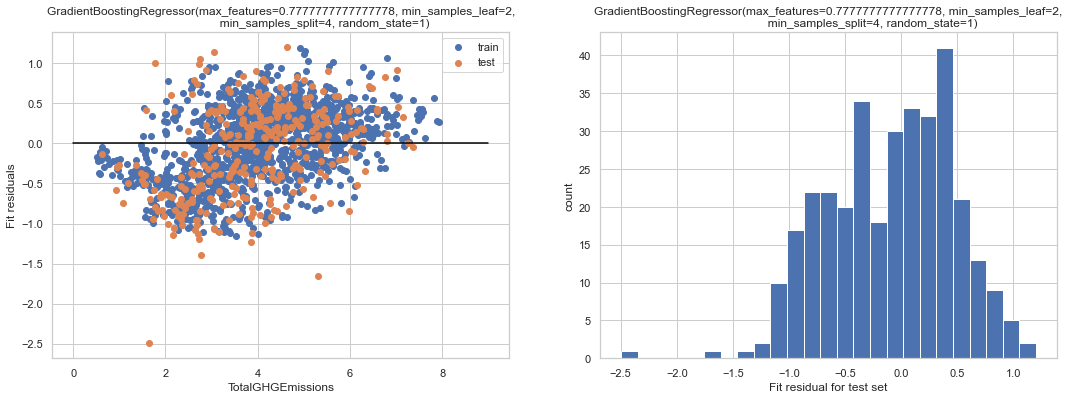 GradientBoostingRegressor(max_features=0.7777777777777778, min_samples_leaf=2,
min_samples_split=4, random_state=1)
train
test
1.0
0.5
0.0
−0.5
−1.0
−1.5
−2.0
−2.5
Fit residuals
0 2 4 6 8
TotalGHGEmissions
GradientBoostingRegressor(max_features=0.7777777777777778, min_samples_leaf=2,
min_samples_split=4, random_state=1)
40
35
30
25
20
15
10
5
0
count
−2.5 −2.0 −1.5 −1.0 −0.5 0.0 0.5 1.0
Fit residual for test set